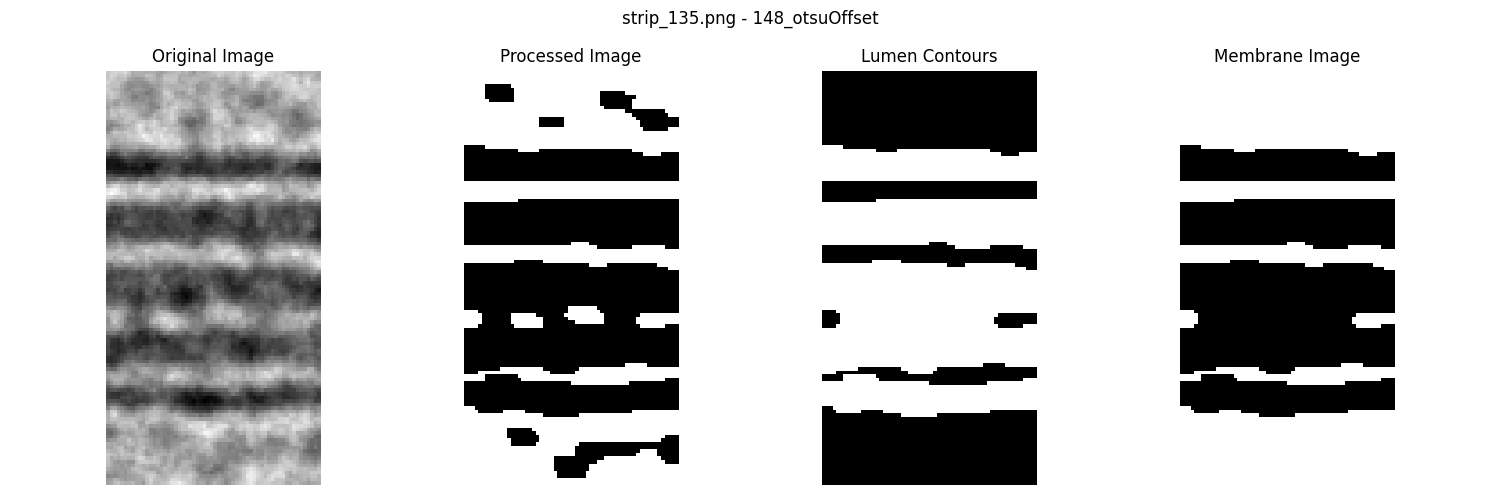 strip_135.png - 148_otsuOffset
Original Image
Processed Image
Lumen Contours
Membrane Image